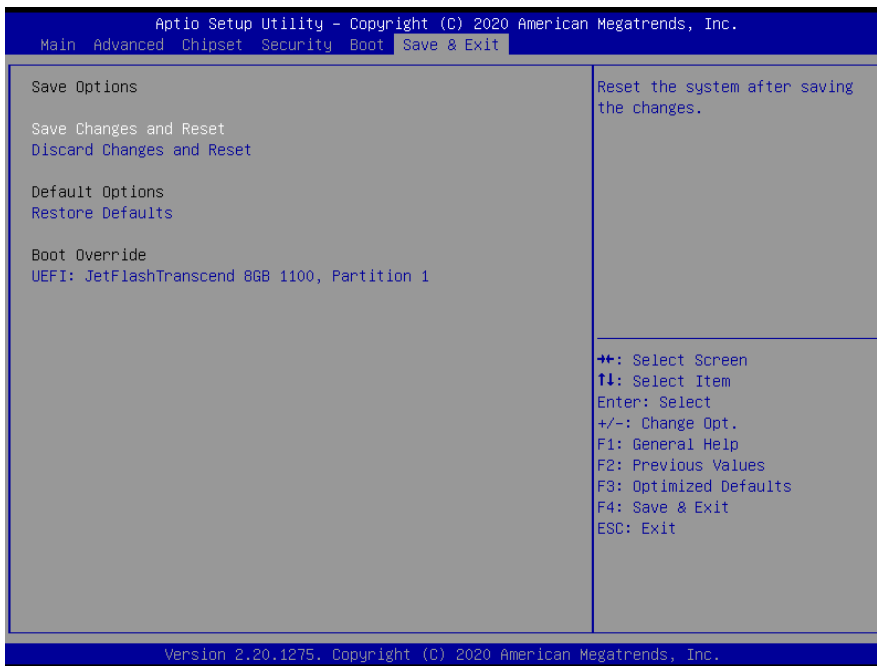 Aptio Setup Utility – Copyright (C) 2020 American Megatrends, Inc.
Main Advanced Chipset Security Boot Save & Exit
Save Options
Save Changes and Reset
Discard Changes and Reset
Default Options
Restore Defaults
Boot Override
UEFI: JetFlashTranscend 8GB 1100, Partition 1
Reset the system after saving
the changes.
→←: Select Screen
↑↓: Select Item
Enter: Select
+/-: Change Opt.
F1: General Help
F2: Previous Values
F3: Optimized Defaults
F4: Save & Exit
ESC: Exit
Version 2.20.1275. Copyright (C) 2020 American Megatrends, Inc.